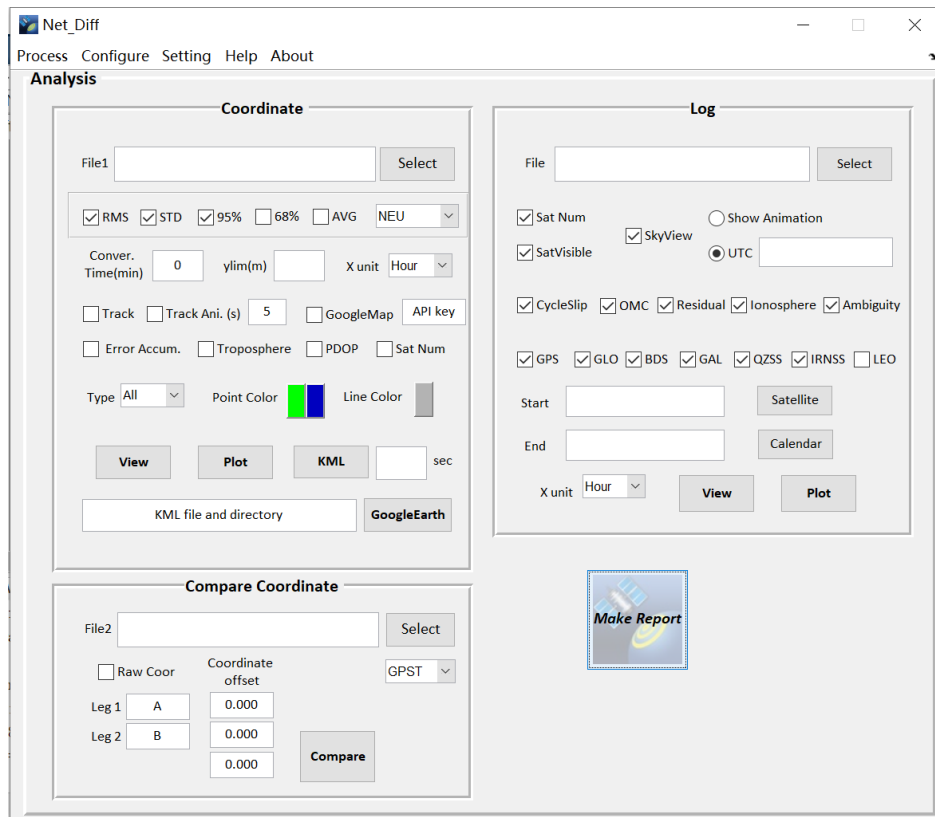 Net_Diff
Process Configure Setting Help About
Analysis
Coordinate
File1 Select
RMS STD 95% 68% AVG NEU
Conver.
Time(min) 0 ylim(m) X unit Hour
Track Track Ani. (s) 5 GoogleMap API key
Error Accum. Troposphere PDOP Sat Num
Type All Point Color Line Color
View Plot KML sec
KML file and directory GoogleEarth
Compare Coordinate
File2 Select
Raw Coor Coordinate
offset GPST
Leg 1 A 0.000
Leg 2 B 0.000
0.000 Compare
Log
File Select
Sat Num Show Animation
SkyView
SatVisible UTC
CycleSlip OMC Residual Ionosphere Ambiguity
GPS GLO BDS GAL QZSS IRNSS LEO
Start Satellite
End Calendar
X unit Hour View Plot
Make Report